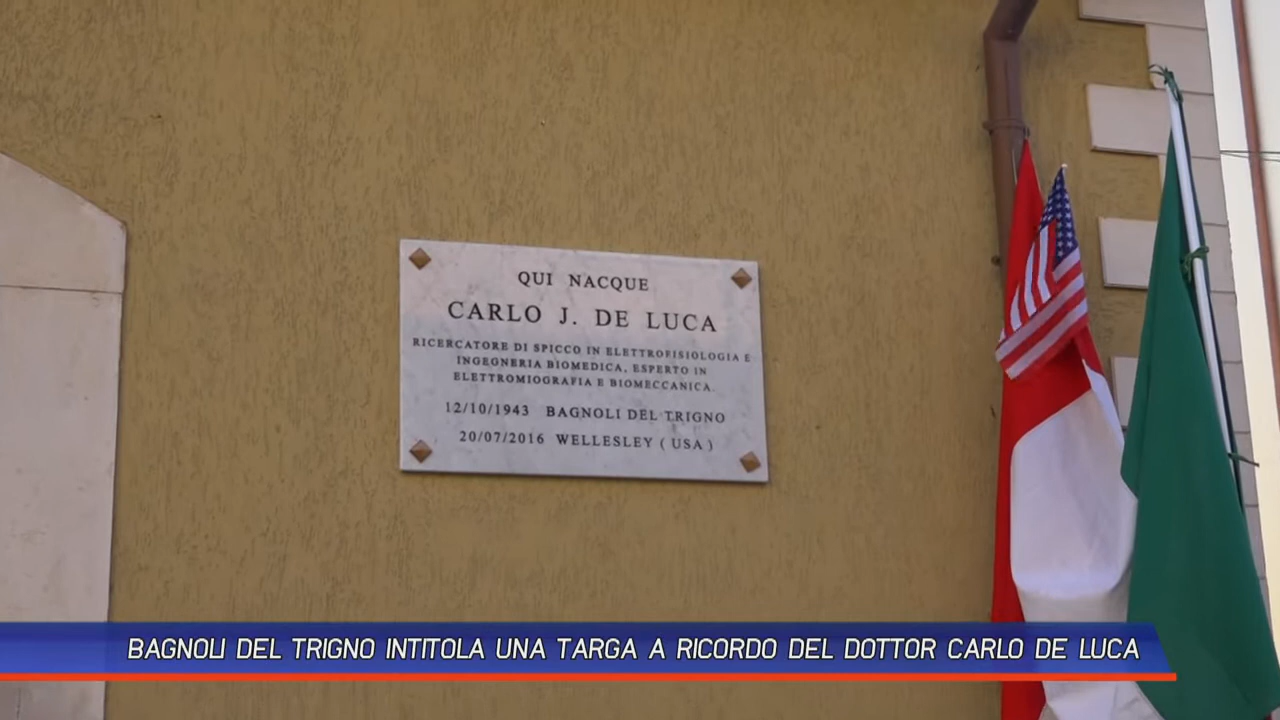 QUI NACQUE
CARLO J. DE LUCA
RICERCATORE DI SPICCO IN ELETTROFISIOLOGIA E
INGEGNERIA BIOMEDICA, ESPERTO IN
ELETTROMIOGRAFIA E BIOMECCANICA.
12/10/1943 BAGNOLI DEL TRIGNO
20/07/2016 WELLESLEY ( USA )
BAGNOLI DEL TRIGNO INTITOLA UNA TARGA A RICORDO DEL DOTTOR CARLO DE LUCA